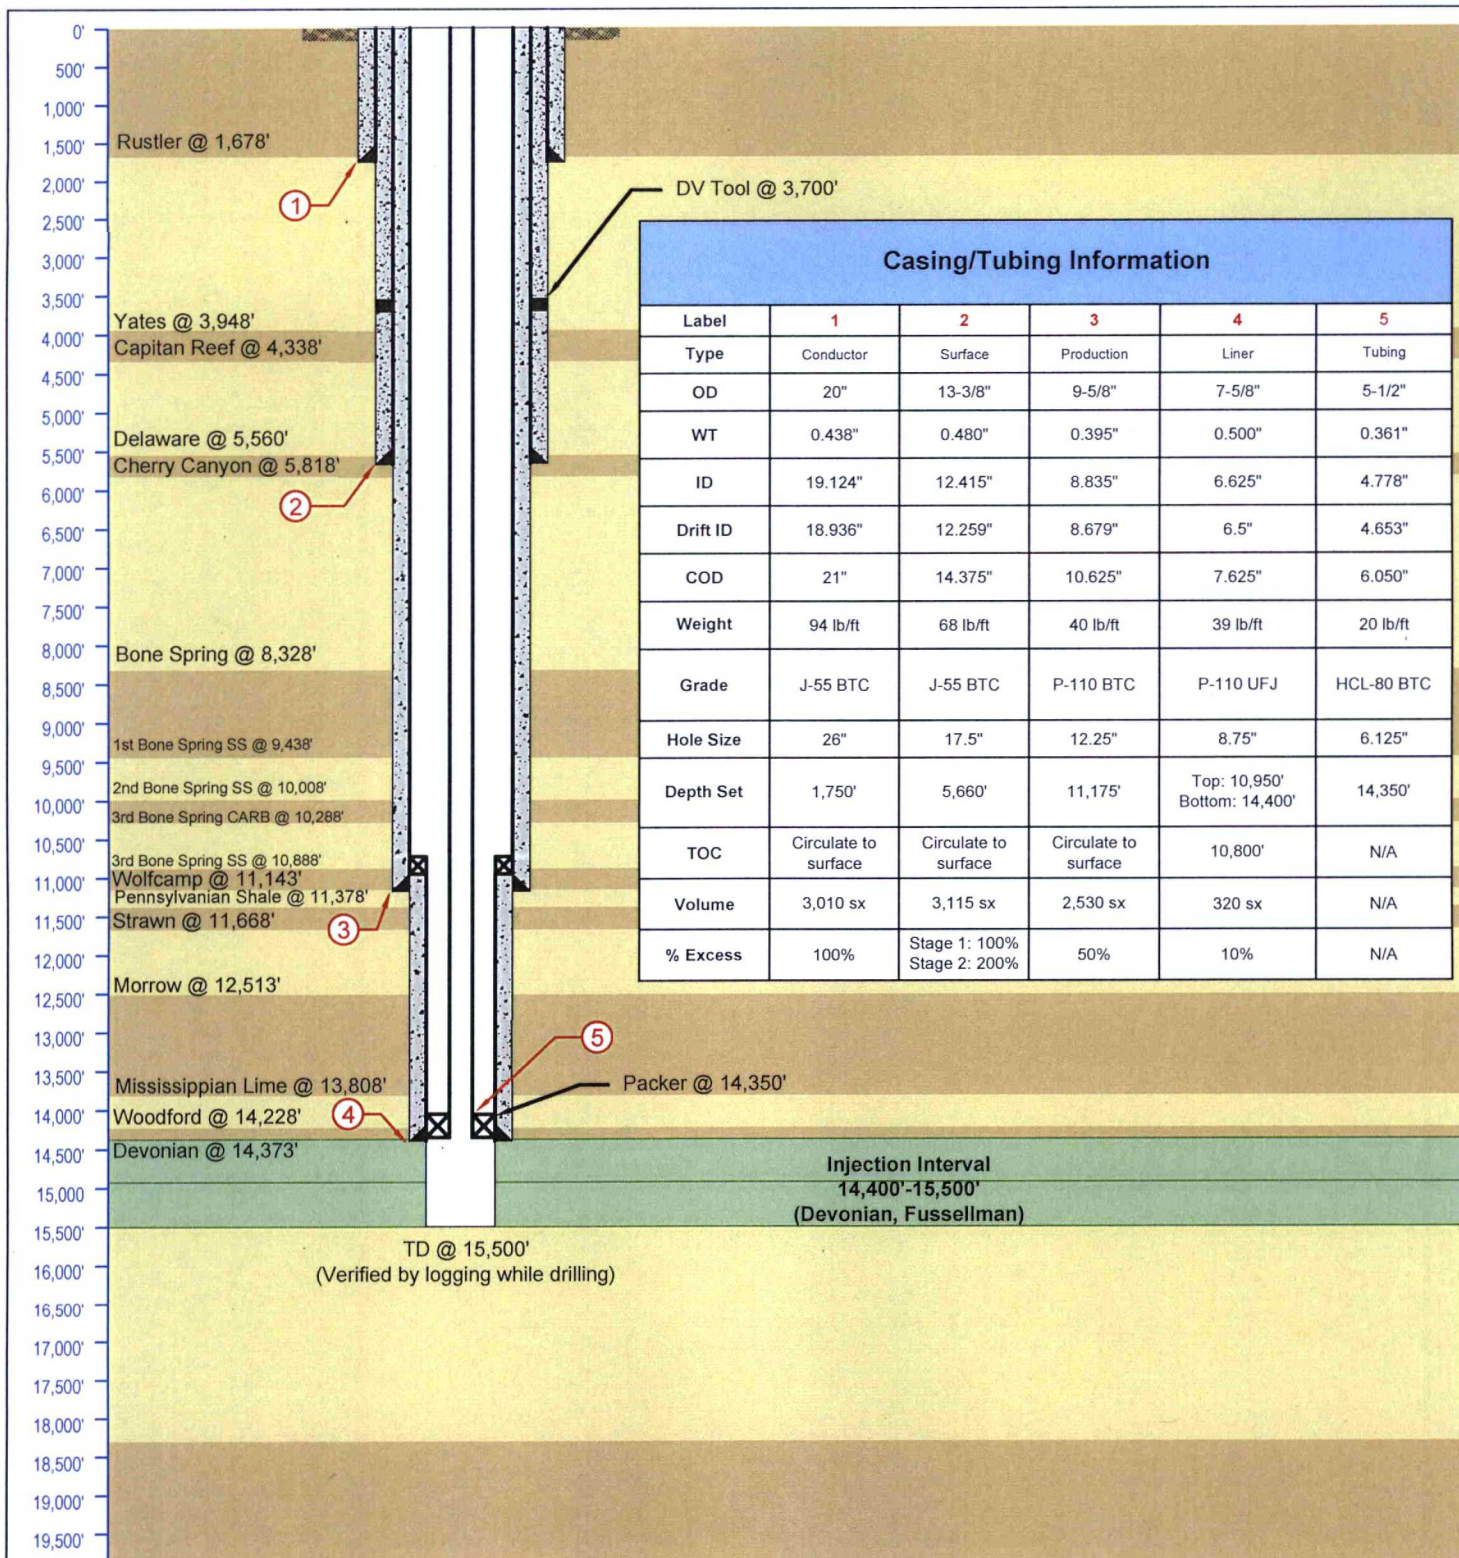 0'
500'
1,000'
1,500'
2,000'
2,500'
3,000'
3,500'
4,000'
4,500'
5,000'
5,500'
6,000'
6,500'
7,000'
7,500'
8,000'
8,500'
9,000'
9,500'
10,000'
10,500'
11,000'
11,500'
12,000'
12,500'
13,000'
13,500'
14,000'
14,500'
15,000
15,500'
16,000'
16,500'
17,000'
17,500'
18,000'
18,500'
19,000'
19,500'
Rustler @ 1,678'
Yates @ 3,948'
Capitan Reef @ 4,338'
Delaware @ 5,560'
Cherry Canyon @ 5,818'
Bone Spring @ 8,328'
1st Bone Spring SS @ 9,438'
2nd Bone Spring SS @ 10,008'
3rd Bone Spring CARB @ 10,288'
3rd Bone Spring SS @ 10,888'
Wolfcamp @ 11,143'
Pennsylvanian Shale @ 11,378'
Strawn @ 11,668'
Morrow @ 12,513'
Mississippian Lime @ 13,808'
Woodford @ 14,228'
Devonian @ 14,373'
1
2
3
4
5
DV Tool @ 3,700'
Packer @ 14,350'
Casing/Tubing Information
Label 1 2 3 4 5
Type Conductor Surface Production Liner Tubing
OD 20" 13-3/8" 9-5/8" 7-5/8" 5-1/2"
WT 0.438" 0.480" 0.395" 0.500" 0.361"
ID 19.124" 12.415" 8.835" 6.625" 4.778"
Drift ID 18.936" 12.259" 8.679" 6.5" 4.653"
COD 21" 14.375" 10.625" 7.625" 6.050"
Weight 94 lb/ft 68 lb/ft 40 lb/ft 39 lb/ft 20 lb/ft
Grade J-55 BTC J-55 BTC P-110 BTC P-110 UFJ HCL-80 BTC
Hole Size 26" 17.5" 12.25" 8.75" 6.125"
Depth Set 1,750' 5,660' 11,175' Top: 10,950' Bottom: 14,400' 14,350'
TOC Circulate to surface Circulate to surface Circulate to surface 10,800' N/A
Volume 3,010 sx 3,115 sx 2,530 sx 320 sx N/A
% Excess 100% Stage 1: 100% Stage 2: 200% 50% 10% N/A
Injection Interval
14,400'-15,500'
(Devonian, Fussellman)
TD @ 15,500'
(Verified by logging while drilling)